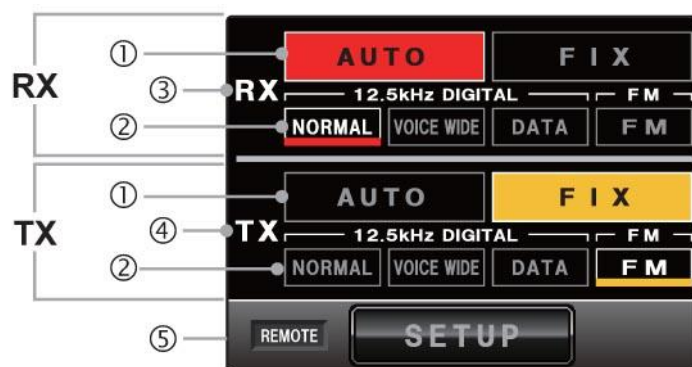 ① AUTO FIX
RX
③ RX 12.5kHz DIGITAL FM
② NORMAL VOICE WIDE DATA FM
① AUTO FIX
TX
④ TX 12.5kHz DIGITAL FM
② NORMAL VOICE WIDE DATA FM
⑤ REMOTE SETUP